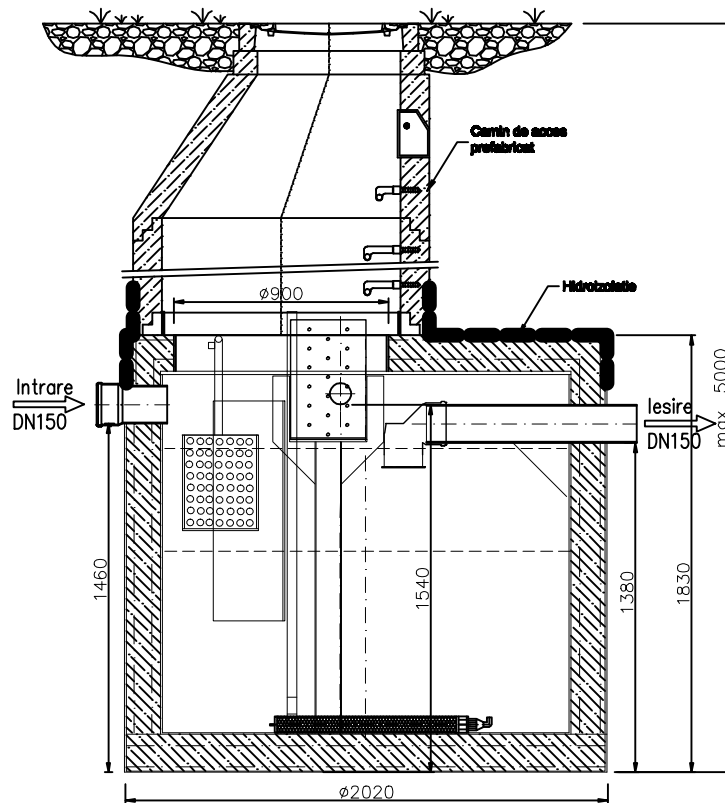 Camin de acces
prefabricat
Hidroizolatie
ø900
Intrare
DN150
Iesire
DN150
max 5000
1460
1540
1380
1830
ø2020